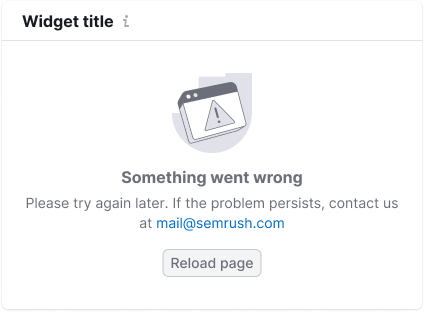 Widget title i
Something went wrong
Please try again later. If the problem persists, contact us
at mail@semrush.com
Reload page